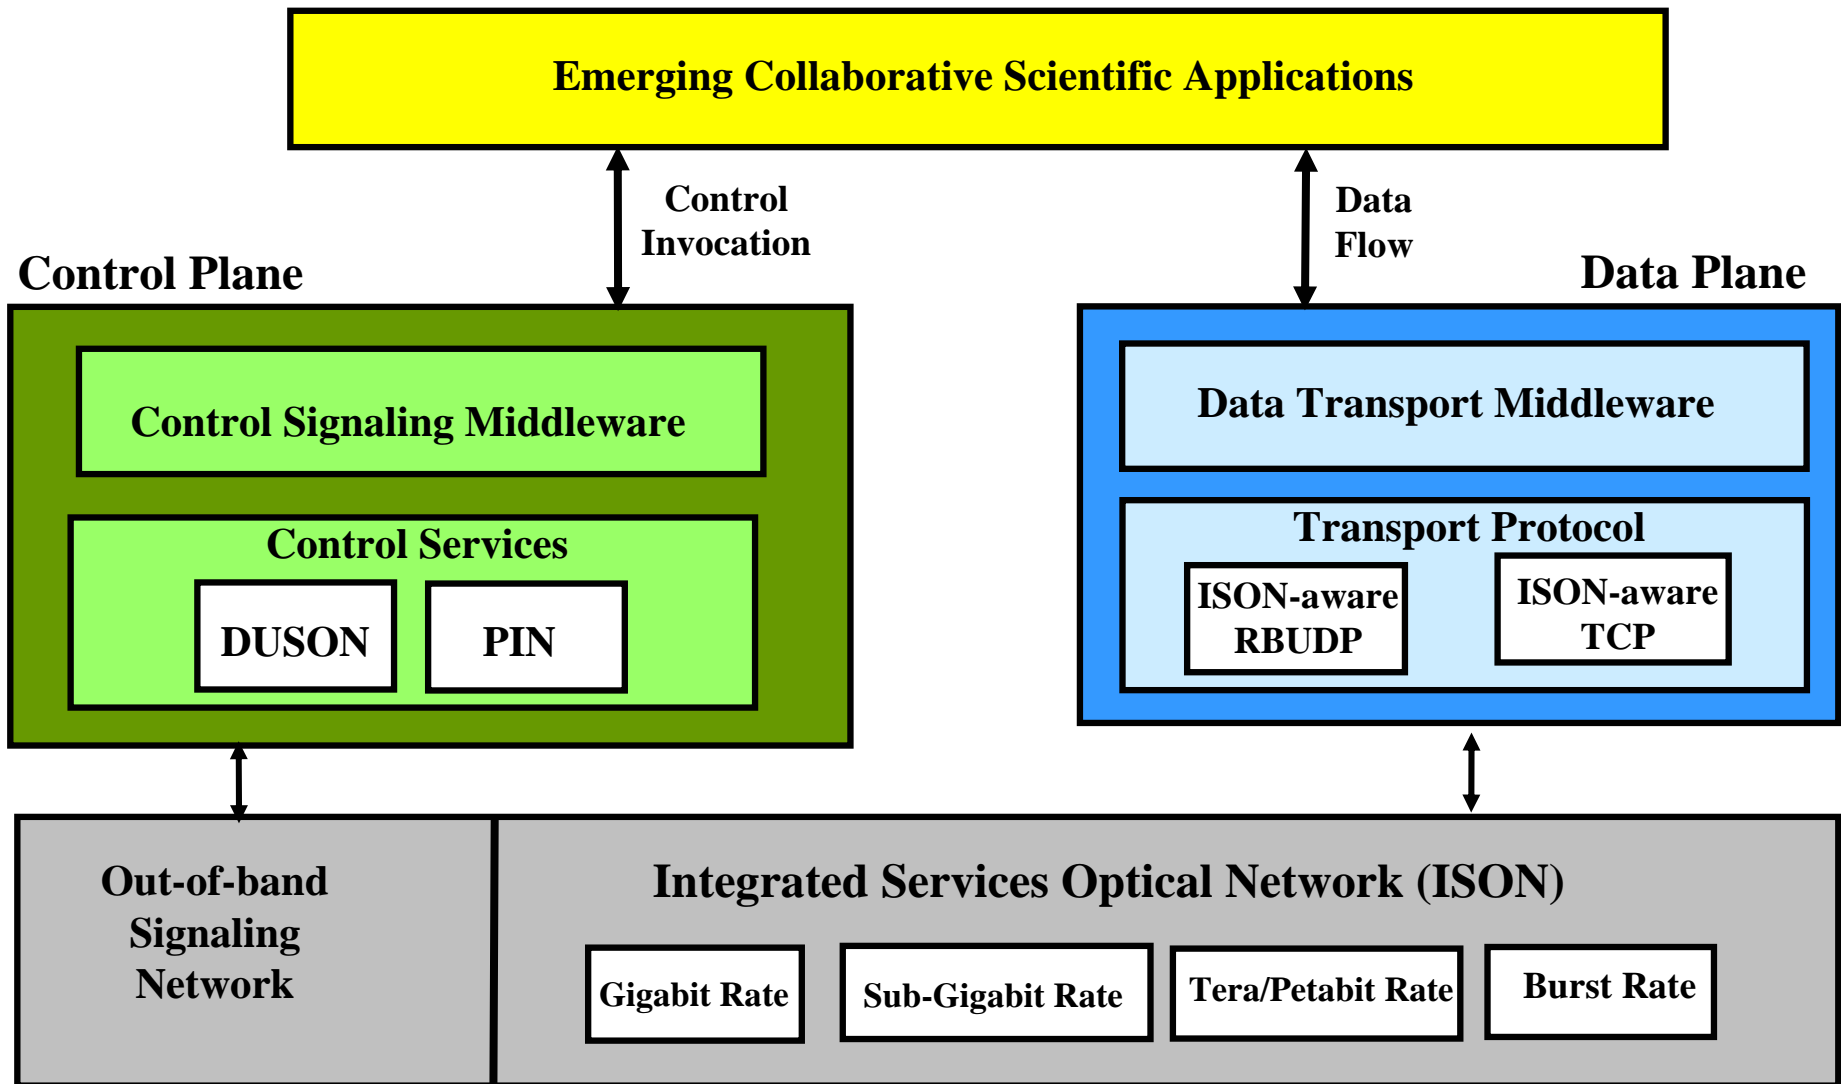 Emerging Collaborative Scientific Applications
Control
Invocation
Data
Flow
Control Plane
Data Plane
Control Signaling Middleware
Control Services
DUSON
PIN
Data Transport Middleware
Transport Protocol
ISON-aware
RBUDP
ISON-aware
TCP
Out-of-band
Signaling
Network
Integrated Services Optical Network (ISON)
Gigabit Rate
Sub-Gigabit Rate
Tera/Petabit Rate
Burst Rate